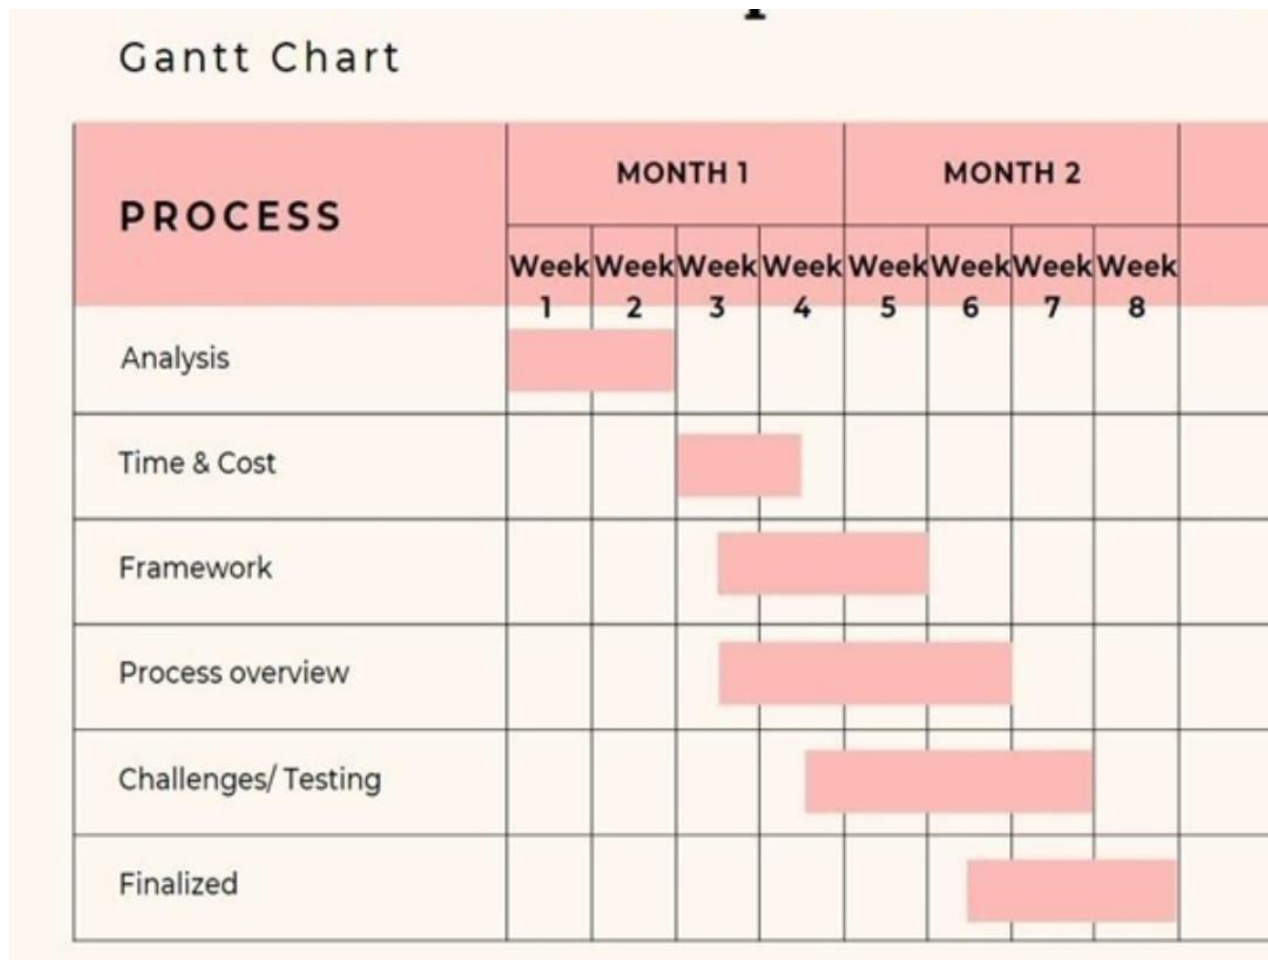 Gantt Chart
PROCESS
MONTH 1
MONTH 2
Week 1
Week 2
Week 3
Week 4
Week 5
Week 6
Week 7
Week 8
Analysis
Time & Cost
Framework
Process overview
Challenges/ Testing
Finalized